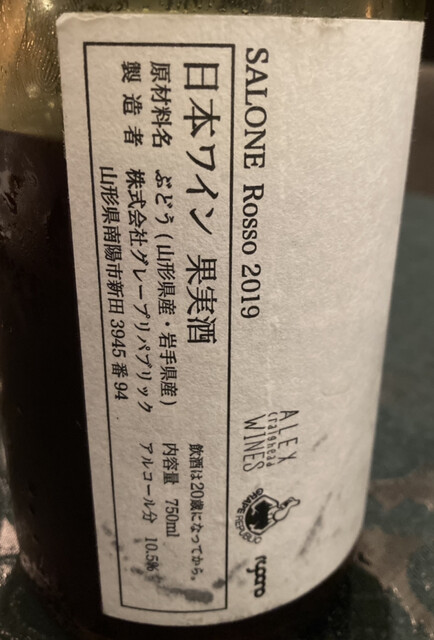 SALONE Rosso 2019
ALEX
craighead
WINES
GRAPE REPUBLIC
日本ワイン 果実酒
飲酒は20歳になってから。
原材料名 ぶどう(山形県産・岩手県産)
内容量 750ml
製造者 株式会社グレープリパブリック
アルコール分 10.5%
山形県南陽市新田3945番94